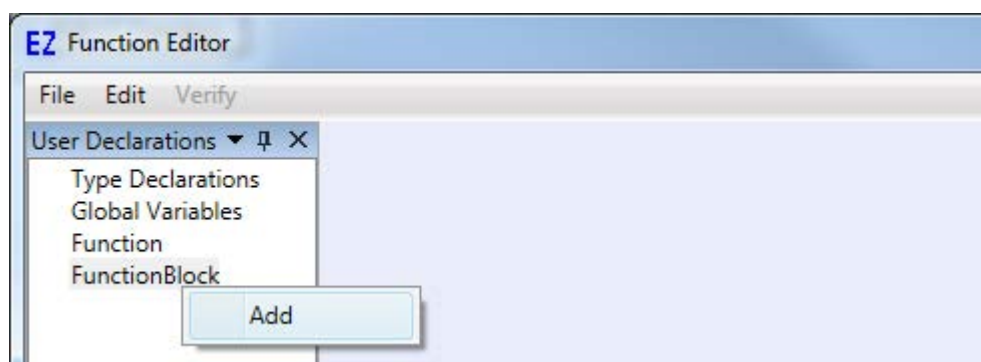 EZ Function Editor
File Edit Verify
User Declarations
Type Declarations
Global Variables
Function
FunctionBlock
Add